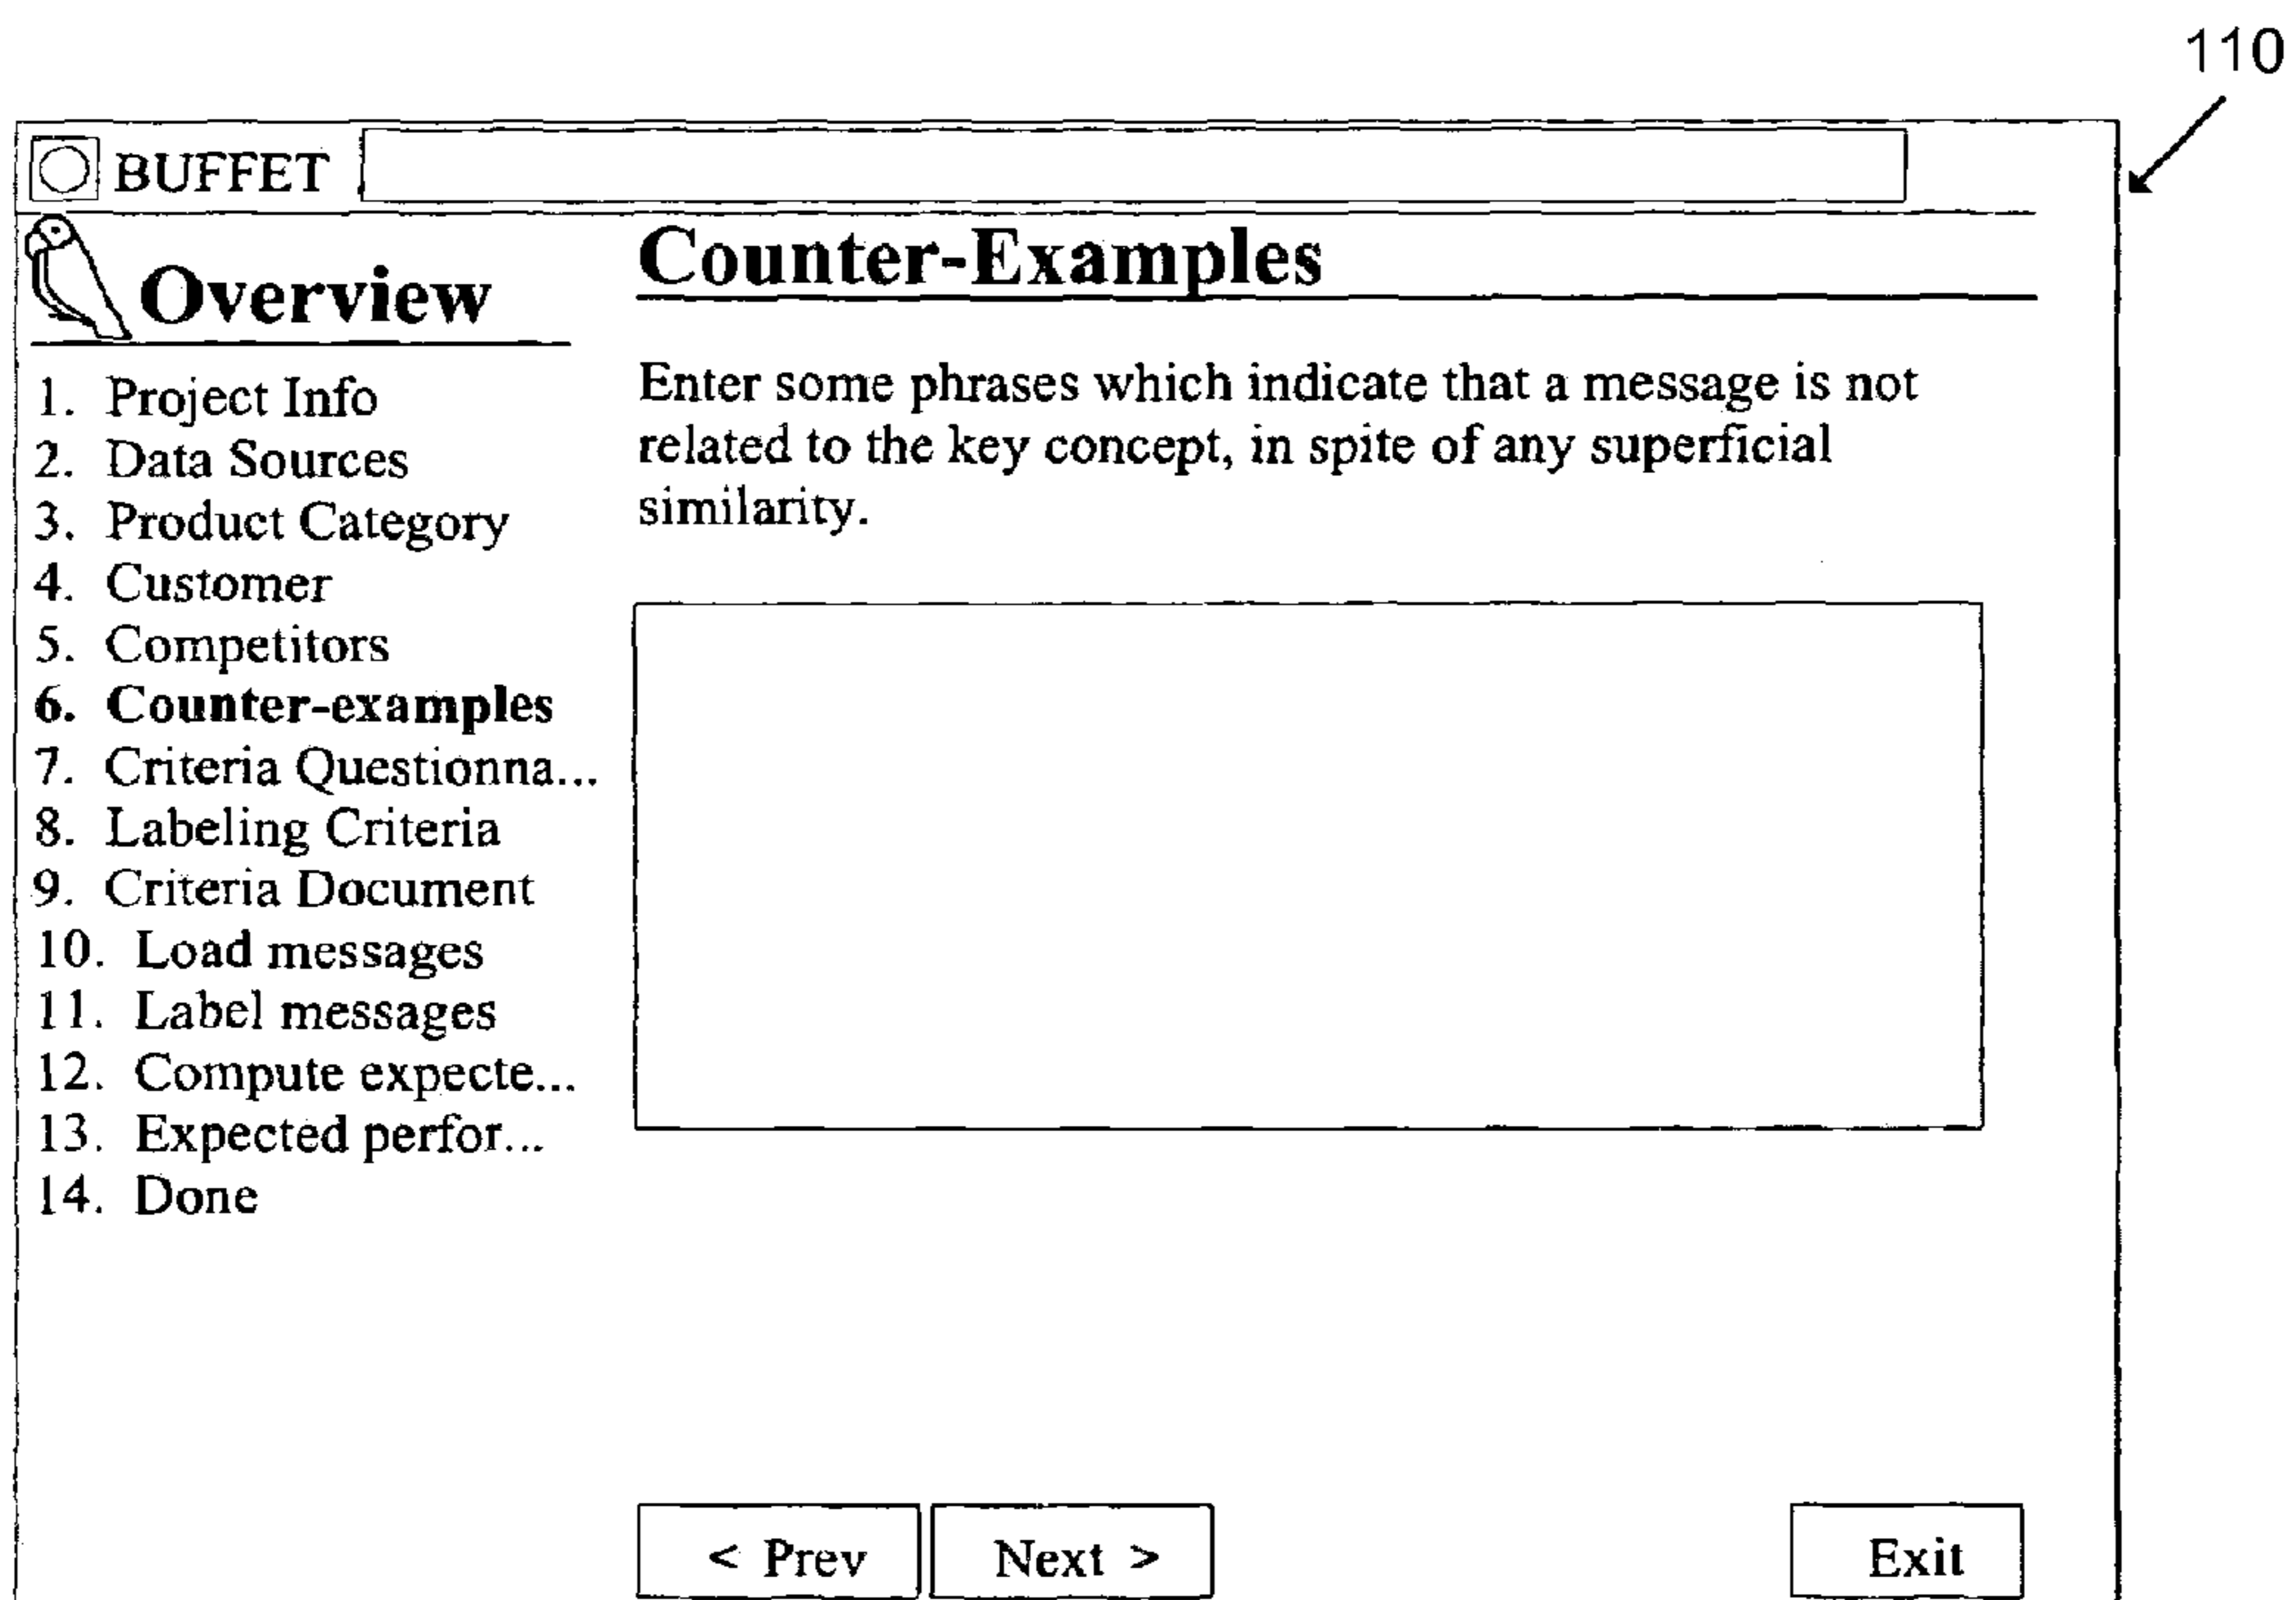 110
BUFFET
Overview
1. Project Info
2. Data Sources
3. Product Category
4. Customer
5. Competitors
6. Counter-examples
7. Criteria Questionna...
8. Labeling Criteria
9. Criteria Document
10. Load messages
11. Label messages
12. Compute expecte...
13. Expected perfor...
14. Done
Counter-Examples
Enter some phrases which indicate that a message is not
related to the key concept, in spite of any superficial
similarity.
< Prev
Next >
Exit